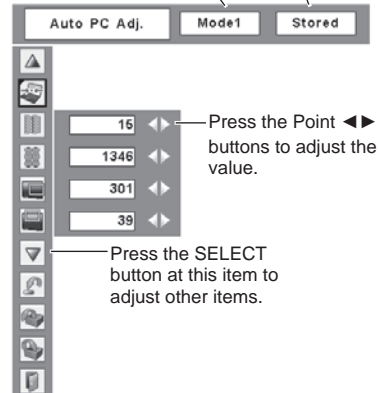 Auto PC Adj. Mode1 Stored
15
1346
301
39
Press the Point ◄► buttons to adjust the value.
Press the SELECT button at this item to adjust other items.